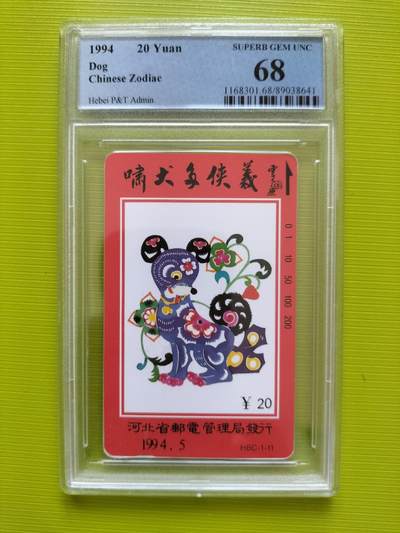 1994 20 Yuan
Dog
Chinese Zodiac
Hebei P&T Admin.
SUPERB GEM UNC
68
1168301.68/89038641
嘯犬多俠義
0 1 10 50 100 200
¥ 20
河北省郵電管理局發行
1994.5
HBC-1-11